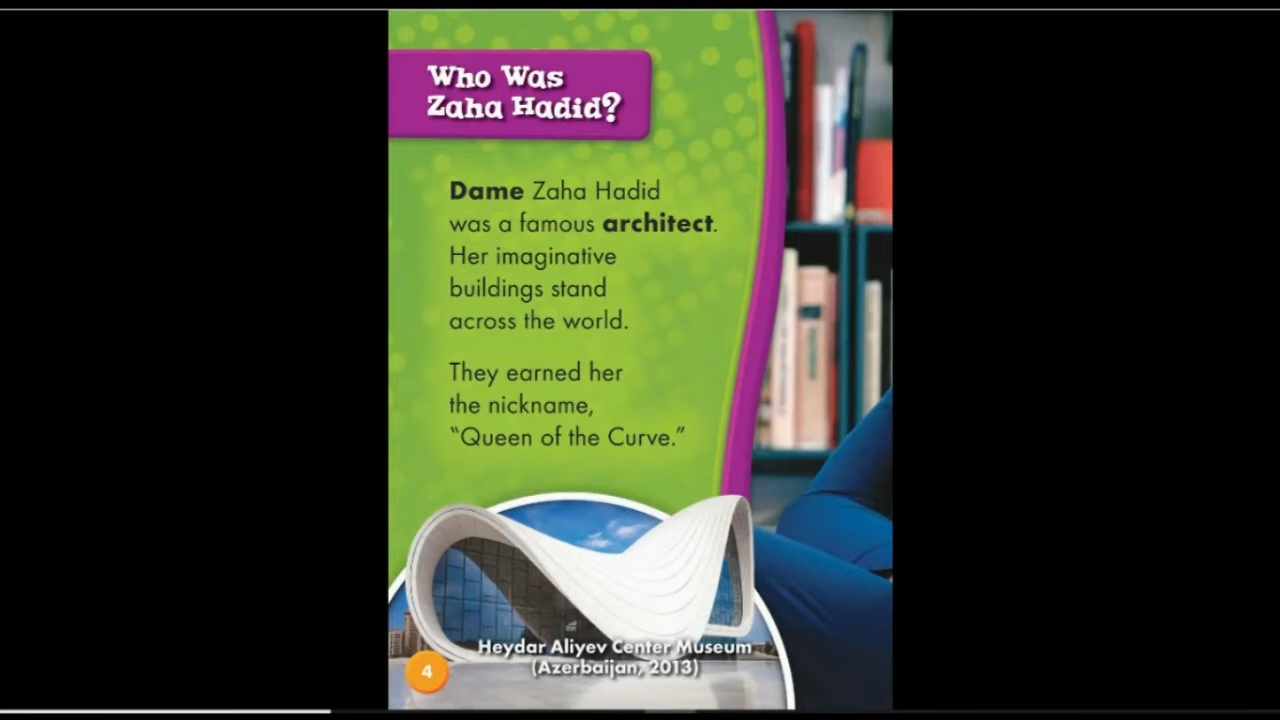 Who Was
Zaha Hadid?
Dame Zaha Hadid
was a famous architect.
Her imaginative
buildings stand
across the world.
They earned her
the nickname,
“Queen of the Curve.”
Heydar Aliyev Center Museum
(Azerbaijan, 2013)
4